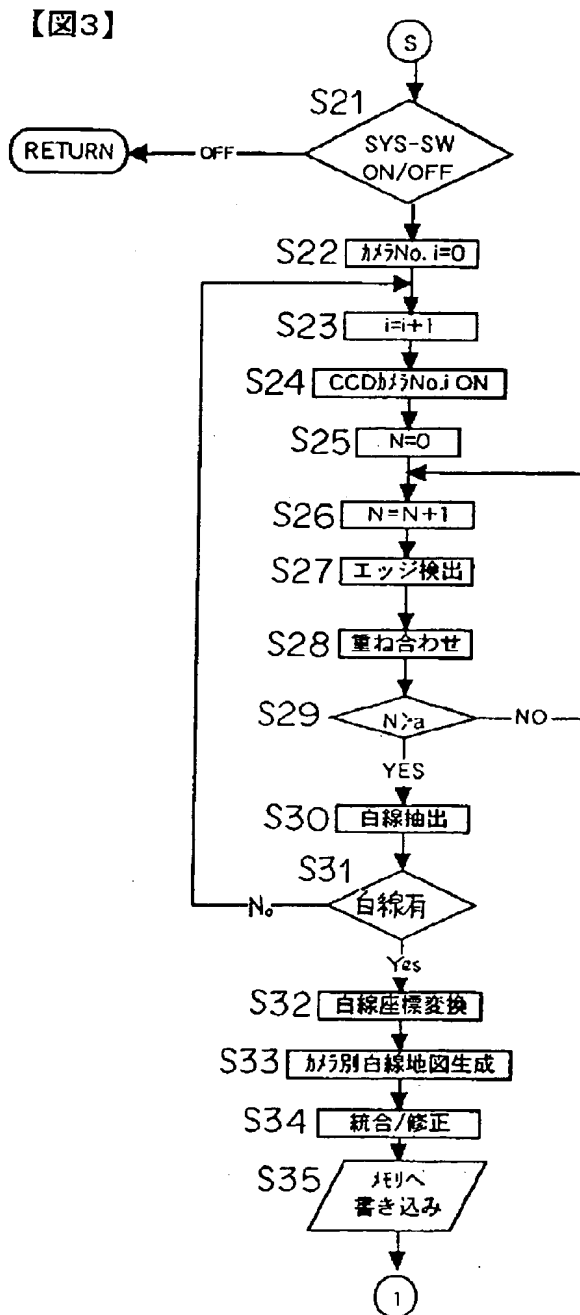 【図3】
S
S21
SYS-SW
ON/OFF
OFF
RETURN
S22
カメラNo. i=0
S23
i=i+1
S24
CCDカメラNo.i ON
S25
N=0
S26
N=N+1
S27
エッジ検出
S28
重ね合わせ
S29
N>a
NO
YES
S30
白線抽出
S31
白線有
No
Yes
S32
白線座標変換
S33
カメラ別白線地図生成
S34
統合/修正
S35
メモリへ
書き込み
1